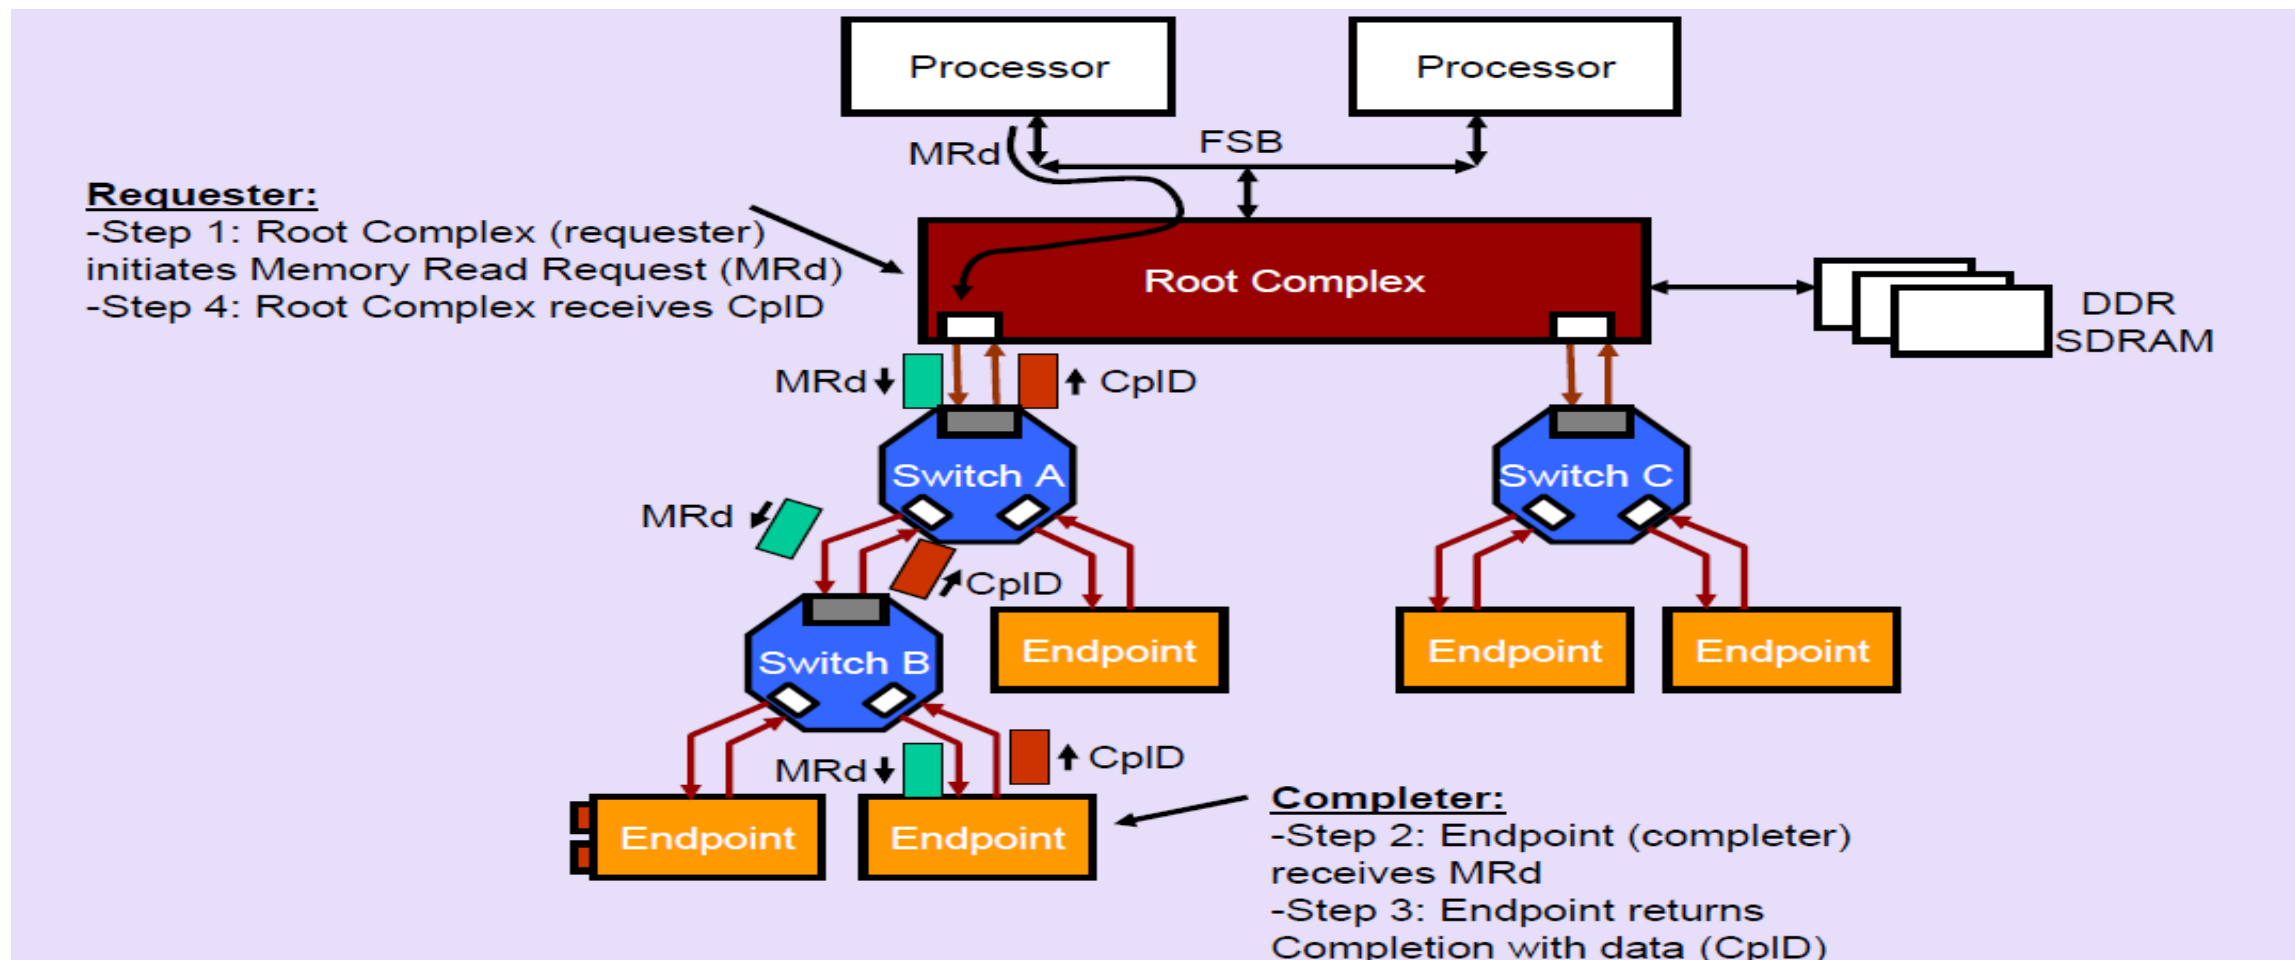 Processor
Processor
MRd
FSB
Requester:
-Step 1: Root Complex (requester)
initiates Memory Read Request (MRd)
-Step 4: Root Complex receives CplD
Root Complex
DDR
SDRAM
MRd
CplD
Switch A
Switch C
MRd
CplD
Endpoint
Endpoint
Endpoint
Switch B
MRd
CplD
Endpoint
Endpoint
Completer:
-Step 2: Endpoint (completer)
receives MRd
-Step 3: Endpoint returns
Completion with data (CplD)